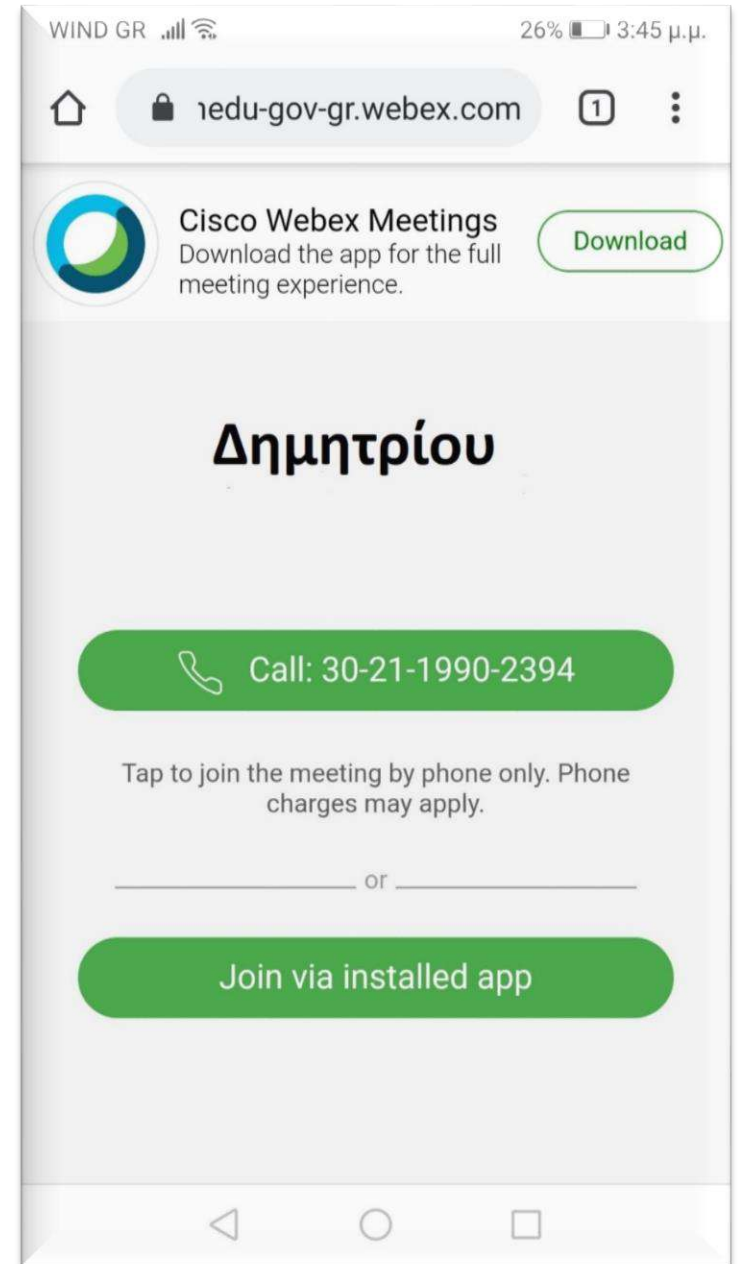 WIND GR 26% 3:45 μ.μ.
nedu-gov-gr.webex.com 1
Cisco Webex Meetings
Download the app for the full
meeting experience.
Download
Δημητρίου
Call: 30-21-1990-2394
Tap to join the meeting by phone only. Phone
charges may apply.
or
Join via installed app